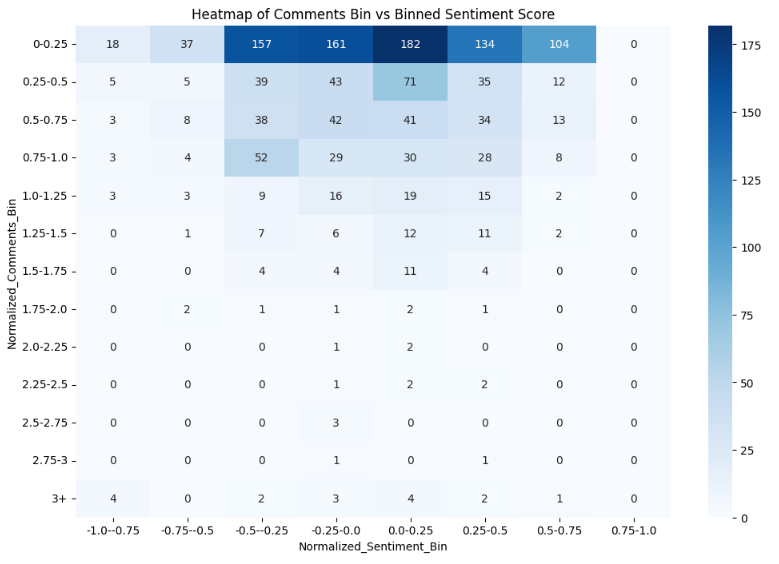 Heatmap of Comments Bin vs Binned Sentiment Score
Normalized_Comments_Bin
0-0.25 18 37 157 161 182 134 104 0
0.25-0.5 5 5 39 43 71 35 12 0
0.5-0.75 3 8 38 42 41 34 13 0
0.75-1.0 3 4 52 29 30 28 8 0
1.0-1.25 3 3 9 16 19 15 2 0
1.25-1.5 0 1 7 6 12 11 2 0
1.5-1.75 0 0 4 4 11 4 0 0
1.75-2.0 0 2 1 1 2 1 0 0
2.0-2.25 0 0 0 1 2 0 0 0
2.25-2.5 0 0 0 1 2 2 0 0
2.5-2.75 0 0 0 3 0 0 0 0
2.75-3 0 0 0 1 0 1 0 0
3+ 4 0 2 3 4 2 1 0
-1.0--0.75 -0.75--0.5 -0.5--0.25 -0.25-0.0 0.0-0.25 0.25-0.5 0.5-0.75 0.75-1.0
Normalized_Sentiment_Bin
175
150
125
100
75
50
25
0